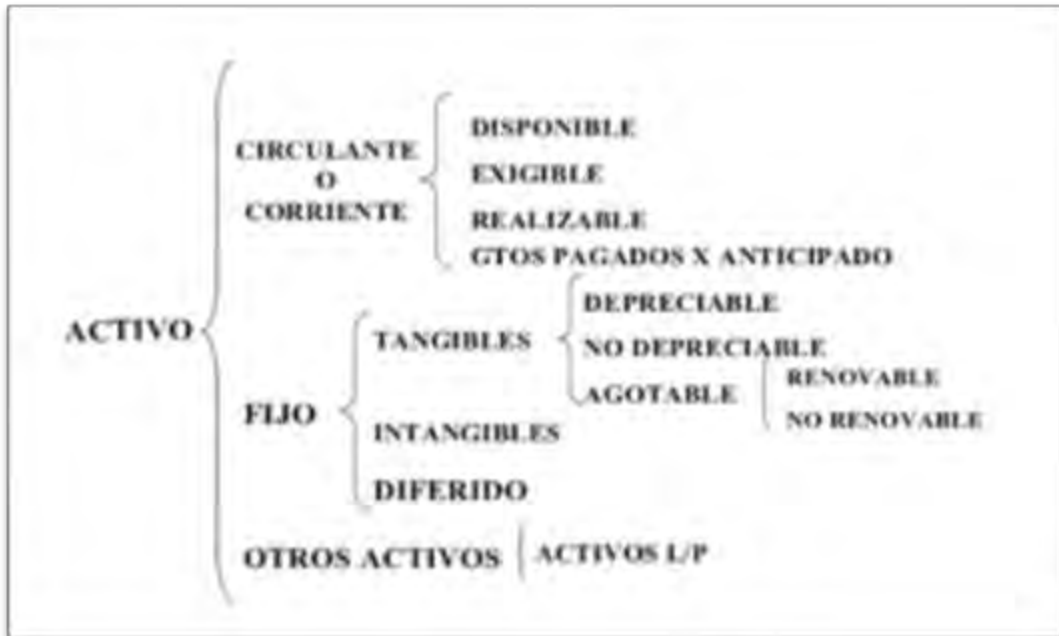 ACTIVO
CIRCULANTE
O
CORRIENTE
DISPONIBLE
EXIGIBLE
REALIZABLE
GTOS PAGADOS X ANTICIPADO
FIJO
TANGIBLES
DEPRECIABLE
NO DEPRECIABLE
AGOTABLE
RENOVABLE
NO RENOVABLE
INTANGIBLES
DIFERIDO
OTROS ACTIVOS
ACTIVOS L/P